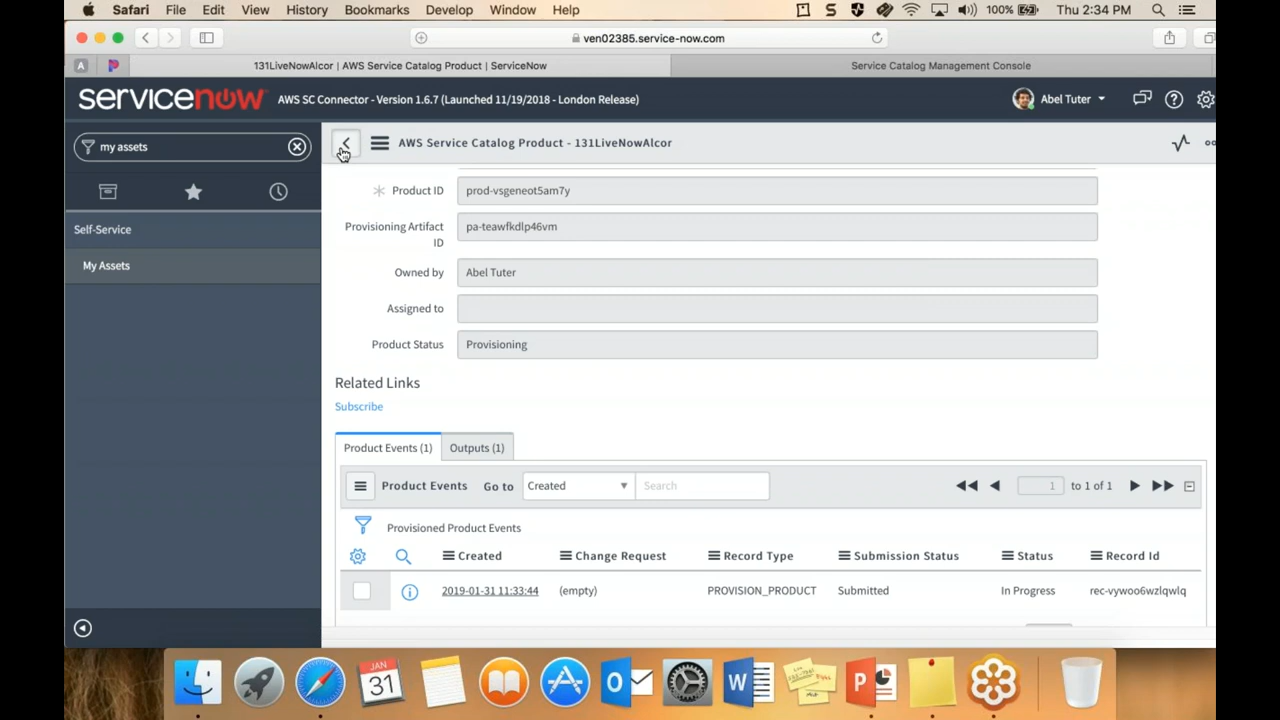 Safari File Edit View History Bookmarks Develop Window Help S 100% Thu 2:34 PM
ven02385.service-now.com
A P 131LiveNowAlcor | AWS Service Catalog Product | ServiceNow Service Catalog Management Console
servicenow AWS SC Connector - Version 1.6.7 (Launched 11/19/2018 - London Release) Abel Tuter
my assets
AWS Service Catalog Product - 131LiveNowAlcor
Self-Service
My Assets
Product ID prod-vsgeneot5am7y
Provisioning Artifact ID pa-teawfkdlp46vm
Owned by Abel Tuter
Assigned to
Product Status Provisioning
Related Links
Subscribe
Product Events (1) Outputs (1)
Product Events Go to Created Search 1 to 1 of 1
Provisioned Product Events
Created Change Request Record Type Submission Status Status Record Id
2019-01-31 11:33:44 (empty) PROVISION_PRODUCT Submitted In Progress rec-vywoo6wzlqwlq
JAN
31
O W P